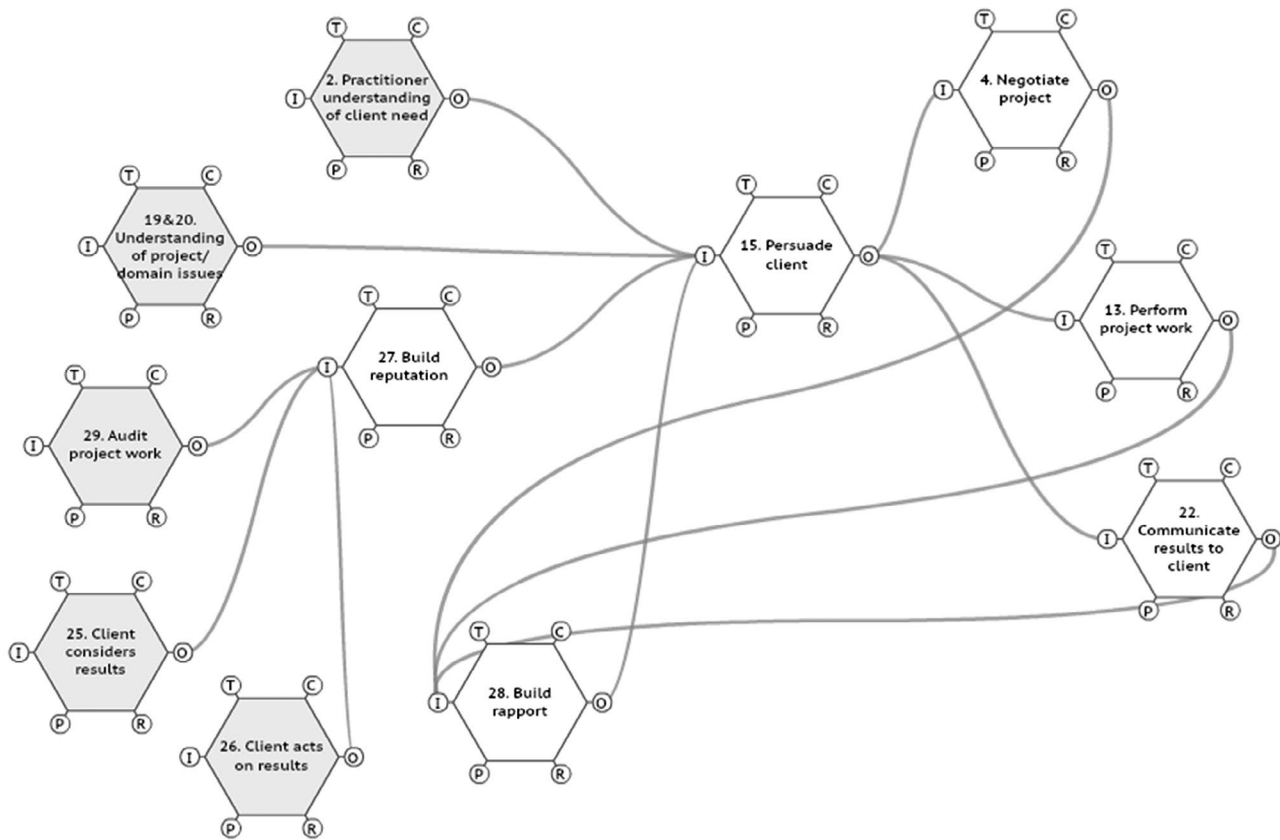 T C
2. Practitioner
understanding
of client need
I O
P R
T C
4. Negotiate
project
I O
P R
T C
19&20.
Understanding
of project/
domain issues
I O
P R
T C
15. Persuade
client
I O
P R
T C
13. Perform
project work
I O
P R
T C
27. Build
reputation
I O
P R
T C
29. Audit
project work
I O
P R
T C
22.
Communicate
results to
client
I O
P R
T C
25. Client
considers
results
I O
P R
T C
28. Build
rapport
I O
P R
T C
26. Client acts
on results
I O
P R